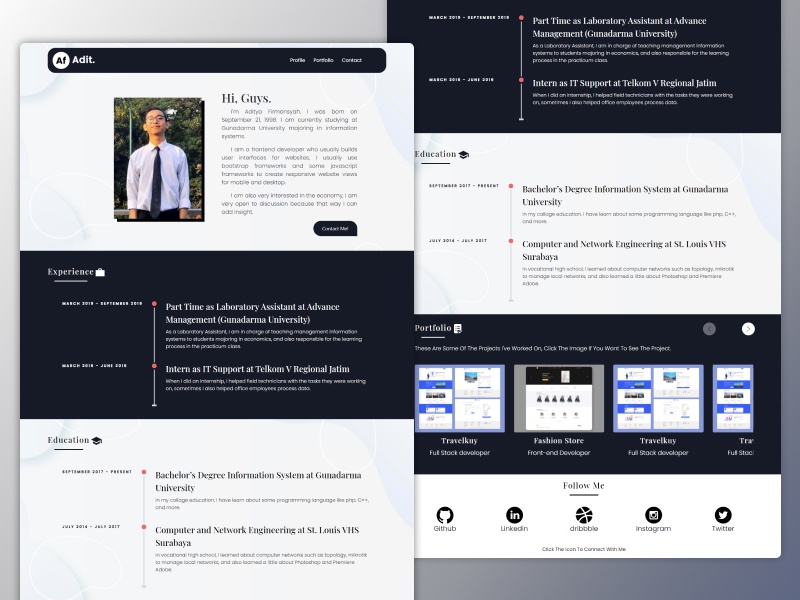 Af Adit.
Profile Portfolio Contact
Hi, Guys.
I'm Aditya Firmansyah. I was born on
September 21, 1998. I am currently studying at
Gunadarma University majoring in information
systems.
I am a frontend developer who usually builds
user interfaces for websites, I usually use
bootstrap frameworks and some javascript
frameworks to create responsive website views
for mobile and desktop.
I am also very interested in the economy, I am
very open to discussion because that way I can
add insight.
Contact Me!
Experience
MARCH 2019 - SEPTEMBER 2019
Part Time as Laboratory Assistant at Advance
Management (Gunadarma University)
As a Laboratory Assistant, I am in charge of teaching management information
systems to students majoring in economics, and also responsible for the learning
process in the practicum class.
MARCH 2019 - JUNE 2019
Intern as IT Support at Telkom V Regional Jatim
When I did an internship, I helped field technicians with the tasks they were working
on, sometimes I also helped office employees process data.
Education
SEPTEMBER 2017 - PRESENT
Bachelor's Degree Information System at Gunadarma
University
In my collage education, I have learn about some programming language like php, C++,
and more.
JULY 2014 - JULY 2017
Computer and Network Engineering at St. Louis VHS
Surabaya
In vocational high school, I learned about computer networks such as topology, mikrotik
to manage local networks, and also learned a little about Photoshop and Premiere
Adobe.
MARCH 2019 - SEPTEMBER 2019
Part Time as Laboratory Assistant at Advance
Management (Gunadarma University)
As a Laboratory Assistant, I am in charge of teaching management information
systems to students majoring in economics, and also responsible for the learning
process in the practicum class.
MARCH 2019 - JUNE 2019
Intern as IT Support at Telkom V Regional Jatim
When I did an internship, I helped field technicians with the tasks they were working
on, sometimes I also helped office employees process data.
Education
SEPTEMBER 2017 - PRESENT
Bachelor's Degree Information System at Gunadarma
University
In my collage education, I have learn about some programming language like php, C++,
and more.
JULY 2014 - JULY 2017
Computer and Network Engineering at St. Louis VHS
Surabaya
In vocational high school, I learned about computer networks such as topology, mikrotik
to manage local networks, and also learned a little about Photoshop and Premiere
Adobe.
Portfolio
These Are Some Of The Projects I've Worked On, Click The Image If You Want To See The Project.
Travelkuy Fashion Store Travelkuy Tra
Full Stack developer Front-end Developer Full Stack developer Full Stac
Follow Me
Github Linkedin dribbble Instagram Twitter
Click The Icon To Connect With Me